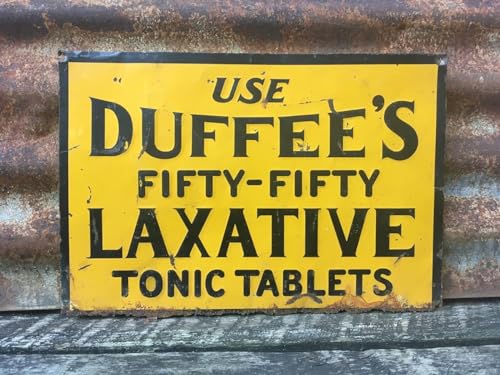 USE
DUFFEE'S
FIFTY-FIFTY
LAXATIVE
TONIC TABLETS